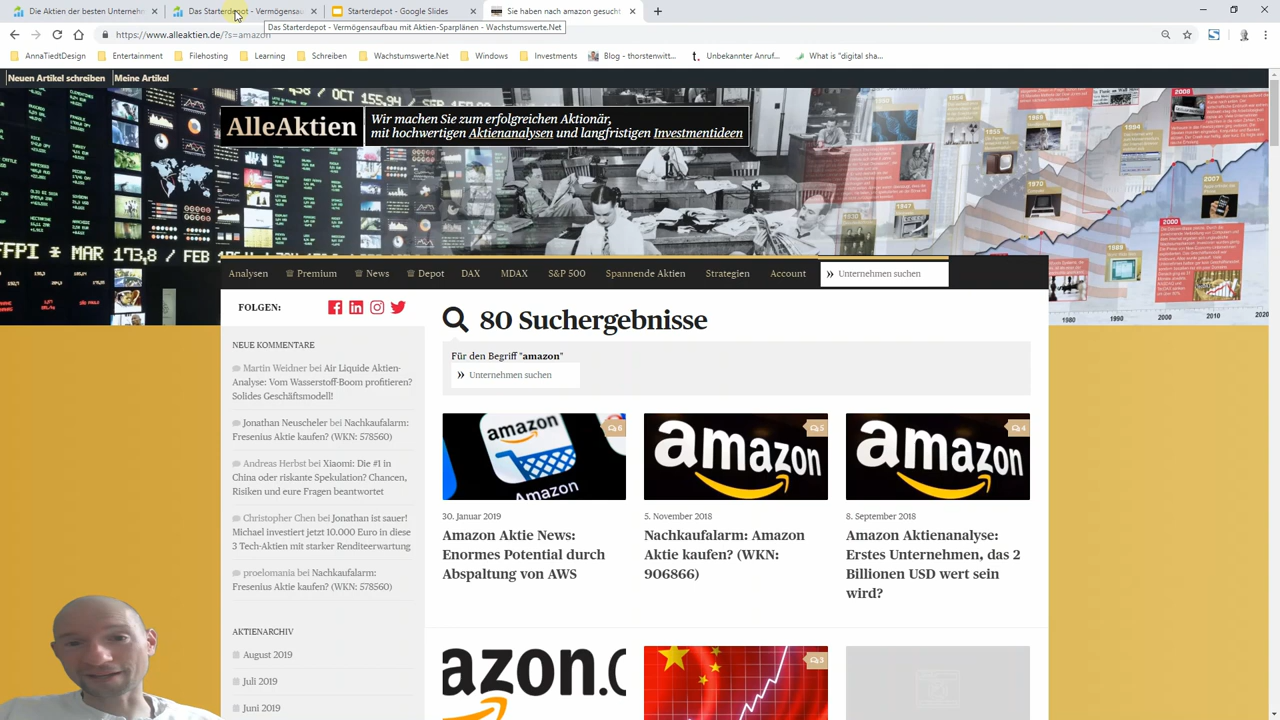 Die Aktien der besten Unterneh
Das Starterdepot - Vermögensau
Starterdepot - Google Slides
Sie haben nach amazon gesucht
Das Starterdepot - Vermögensaufbau mit Aktien-Sparplänen - Wachstumswerte.Net
https://www.alleaktien.de/?s=amazon
AnnaTiedtDesign
Entertainment
Filehosting
Learning
Schreiben
Wachstumswerte.Net
Windows
Investments
Blog - thorstenwitt...
Unbekannter Anruf...
What is "digital sha...
Neuen Artikel schreiben
Meine Artikel
AlleAktien
Wir machen Sie zum erfolgreichen Aktionär,
mit hochwertigen Aktienanalysen und langfristigen Investmentideen
Analysen
Premium
News
Depot
DAX
MDAX
S&P 500
Spannende Aktien
Strategien
Account
» Unternehmen suchen
FOLGEN:
80 Suchergebnisse
Für den Begriff "amazon"
» Unternehmen suchen
NEUE KOMMENTARE
Martin Weidner bei Air Liquide Aktien-
Analyse: Vom Wasserstoff-Boom profitieren?
Solides Geschäftsmodell!
Jonathan Neuscheler bei Nachkaufalarm:
Fresenius Aktie kaufen? (WKN: 578560)
Andreas Herbst bei Xiaomi: Die #1 in
China oder riskante Spekulation? Chancen,
Risiken und eure Fragen beantwortet
Christopher Chen bei Jonathan ist sauer!
Michael investiert jetzt 10.000 Euro in diese
3 Tech-Aktien mit starker Renditeerwartung
proelomania bei Nachkaufalarm:
Fresenius Aktie kaufen? (WKN: 578560)
AKTIENARCHIV
August 2019
Juli 2019
Juni 2019
amazon
Amazon
6
amazon
5
amazon
4
30. Januar 2019
Amazon Aktie News:
Enormes Potential durch
Abspaltung von AWS
5. November 2018
Nachkaufalarm: Amazon
Aktie kaufen? (WKN:
906866)
8. September 2018
Amazon Aktienanalyse:
Erstes Unternehmen, das 2
Billionen USD wert sein
wird?
azon.c
3